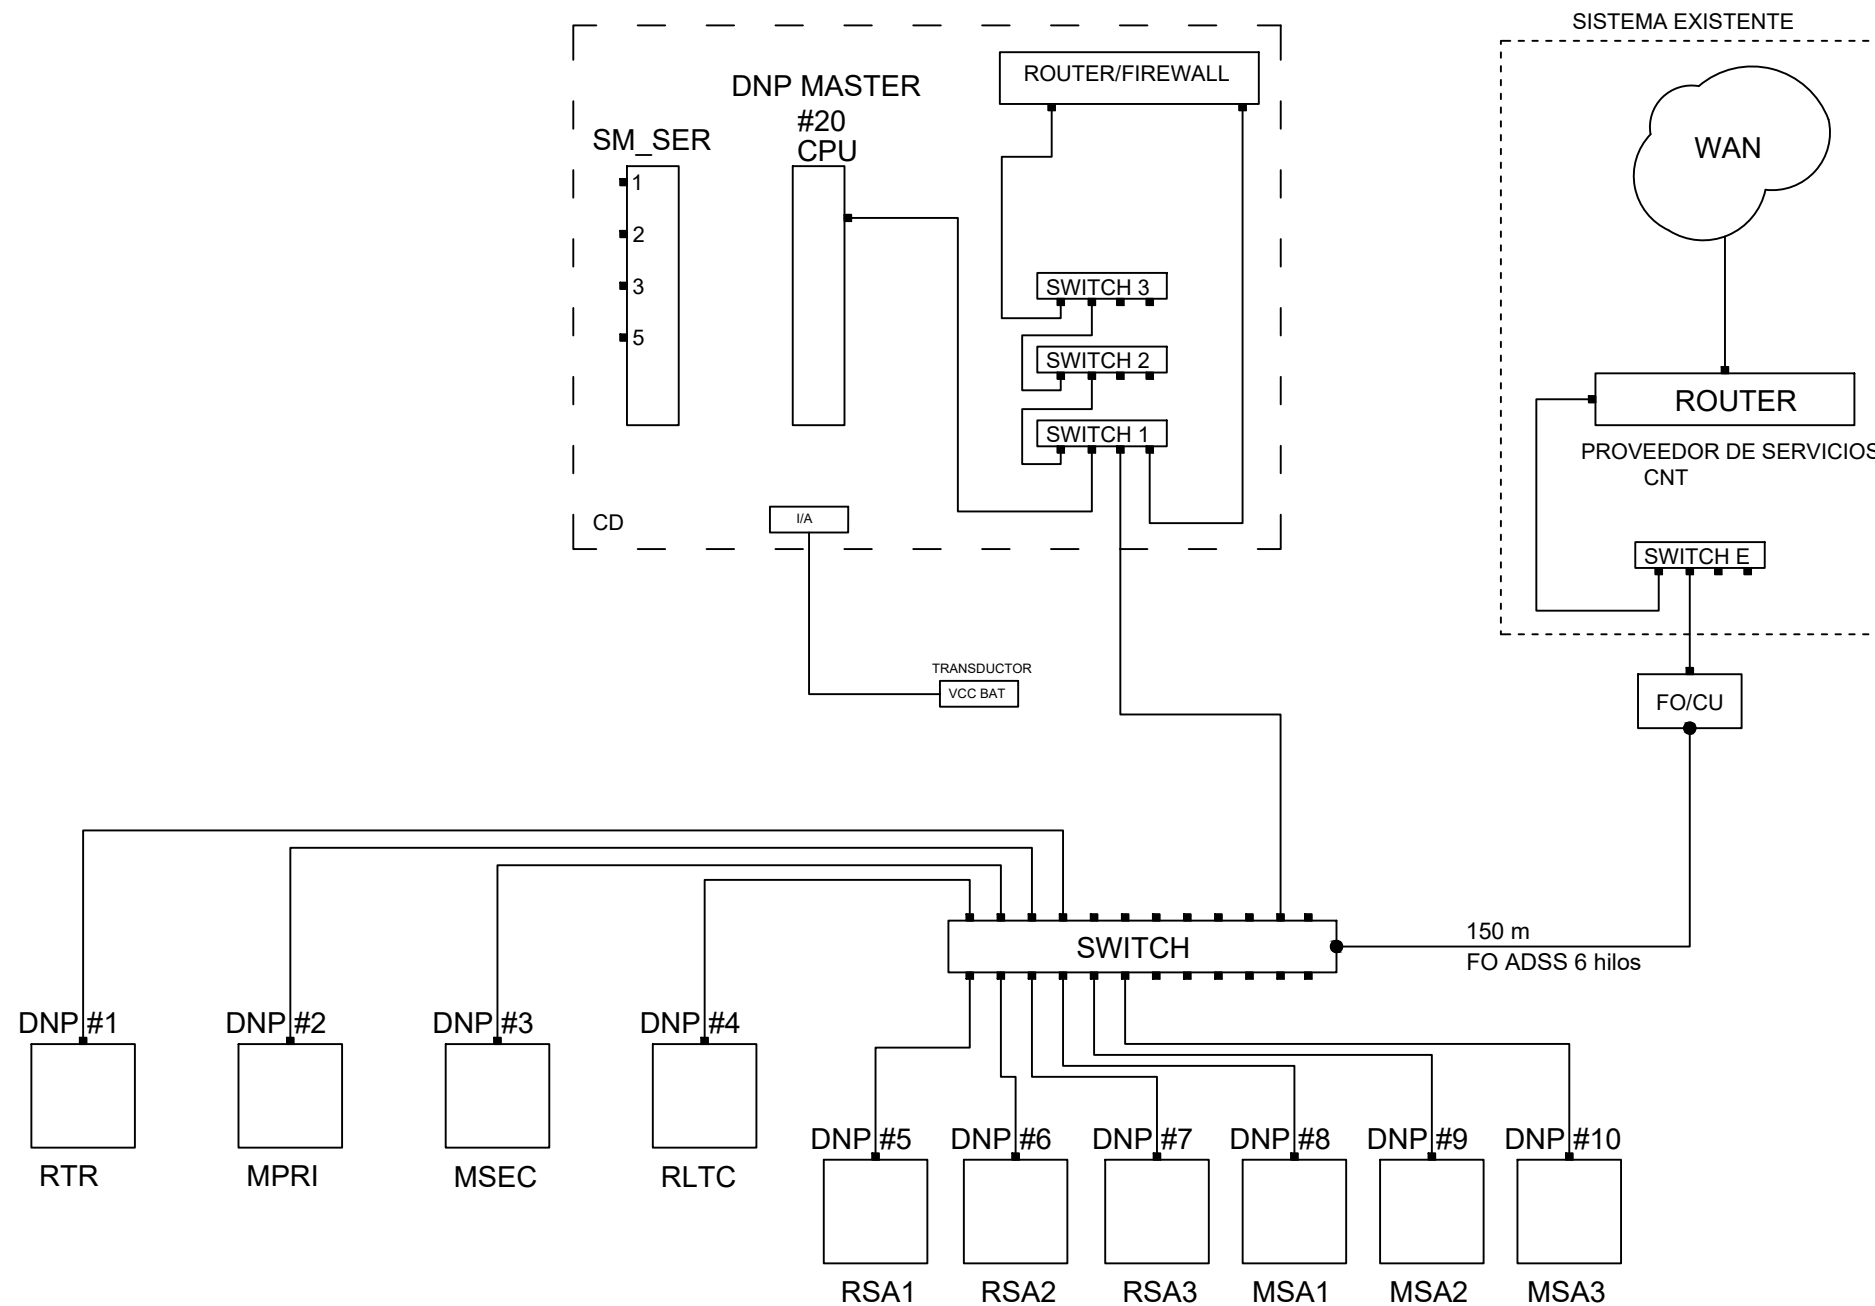 SISTEMA EXISTENTE
ROUTER/FIREWALL
DNP MASTER
#20
CPU
SM_SER
1
2
3
5
WAN
SWITCH 3
SWITCH 2
SWITCH 1
ROUTER
PROVEEDOR DE SERVICIOS
CNT
CD
I/A
SWITCH E
TRANSDUCTOR
VCC BAT
FO/CU
SWITCH
150 m
FO ADSS 6 hilos
DNP #1
DNP #2
DNP #3
DNP #4
RTR
MPRI
MSEC
RLTC
DNP #5
DNP #6
DNP #7
DNP #8
DNP #9
DNP #10
RSA1
RSA2
RSA3
MSA1
MSA2
MSA3